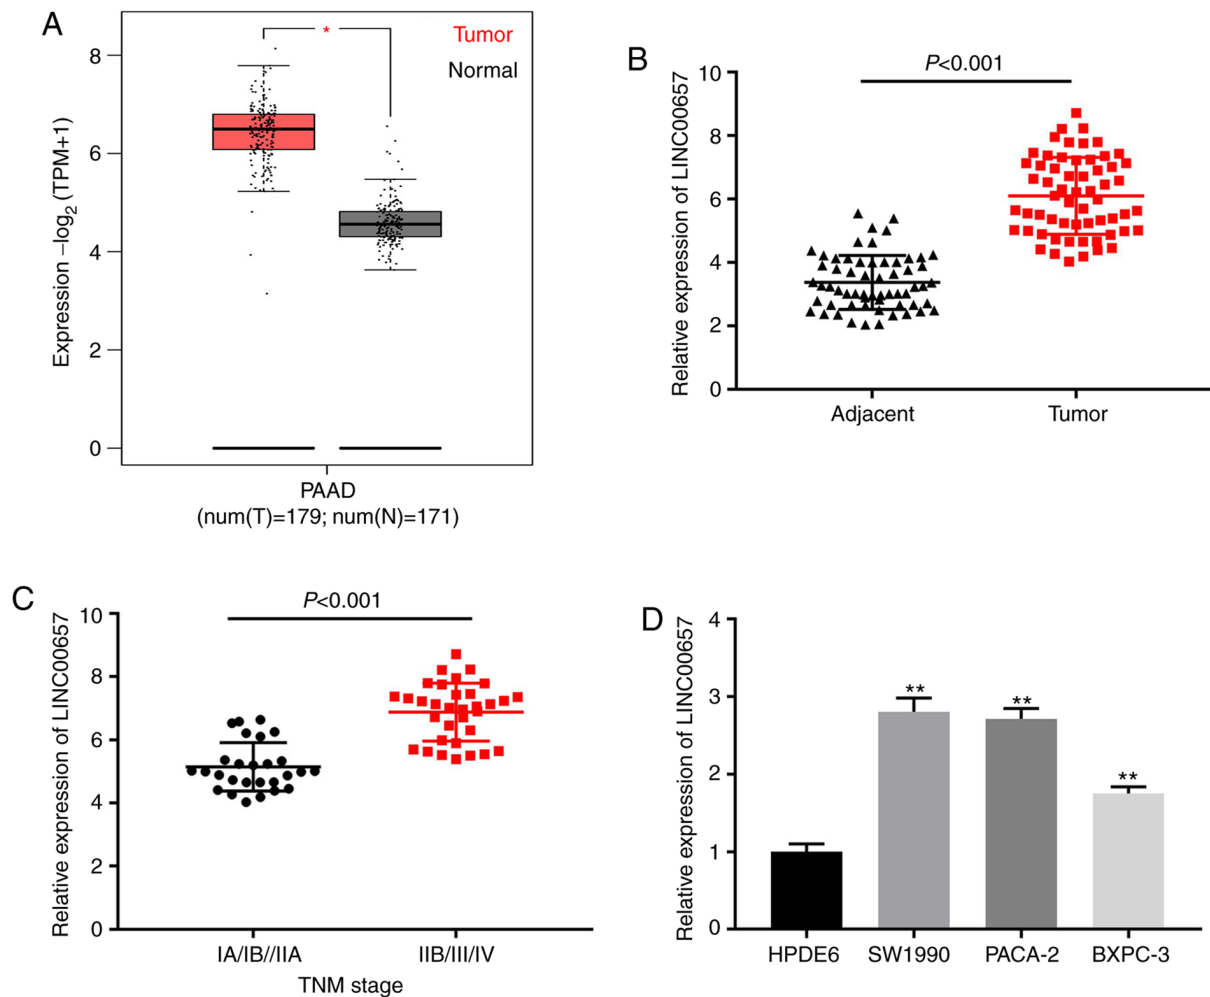 A
Expression –log2 (TPM+1)
8
6
4
2
0
*
Tumor
Normal
PAAD
(num(T)=179; num(N)=171)
B
Relative expression of LINC00657
10
8
6
4
2
0
P<0.001
Adjacent
Tumor
C
Relative expression of LINC00657
10
8
6
4
2
0
P<0.001
IA/IB//IIA
IIB/III/IV
TNM stage
D
Relative expression of LINC00657
4
3
2
1
0
**
**
**
HPDE6
SW1990
PACA-2
BXPC-3